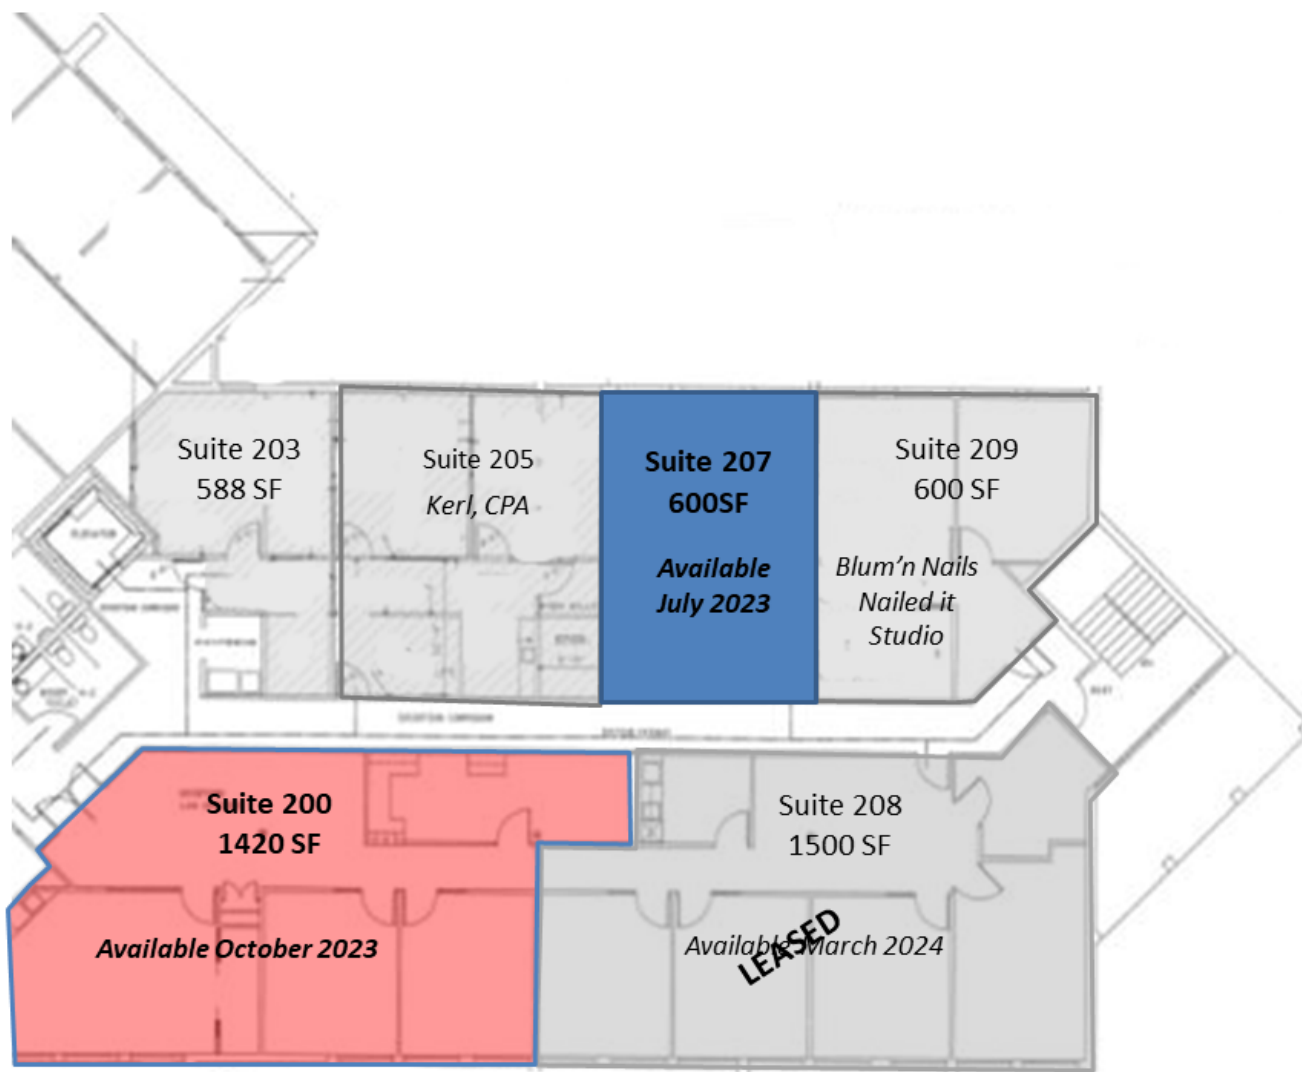 Suite 203
588 SF
Suite 205
Kerl, CPA
Suite 207
600SF
Available
July 2023
Suite 209
600 SF
Blum'n Nails
Nailed it
Studio
Suite 200
1420 SF
Available October 2023
Suite 208
1500 SF
Available March 2024
LEASED